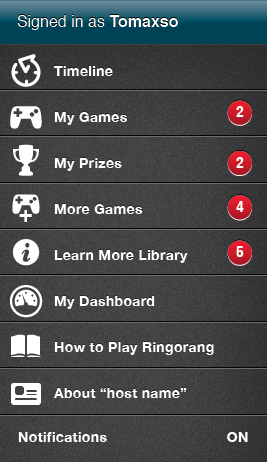 Signed in as Tomaxso
Timeline
My Games 2
My Prizes 2
More Games 4
Learn More Library 5
My Dashboard
How to Play Ringorang
About “host name”
Notifications ON